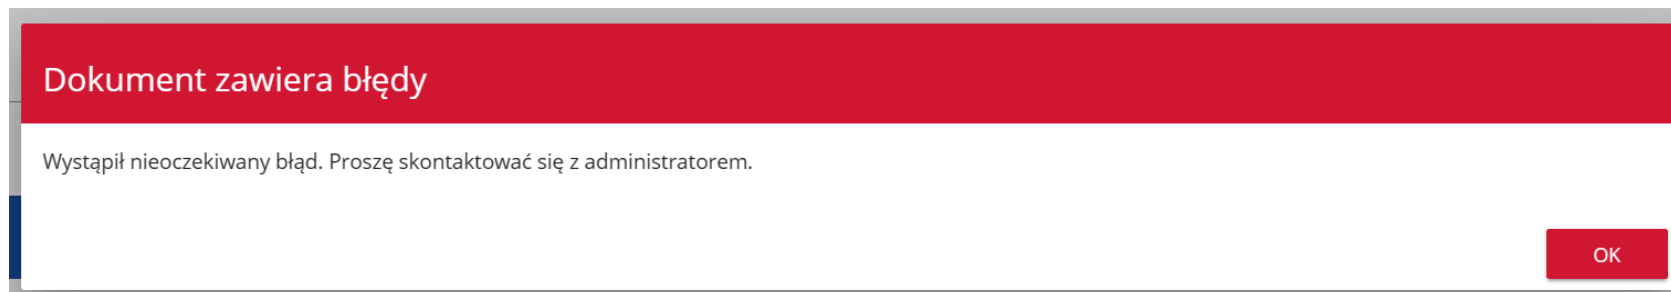 Dokument zawiera błędy
Wystąpił nieoczekiwany błąd. Proszę skontaktować się z administratorem.
OK